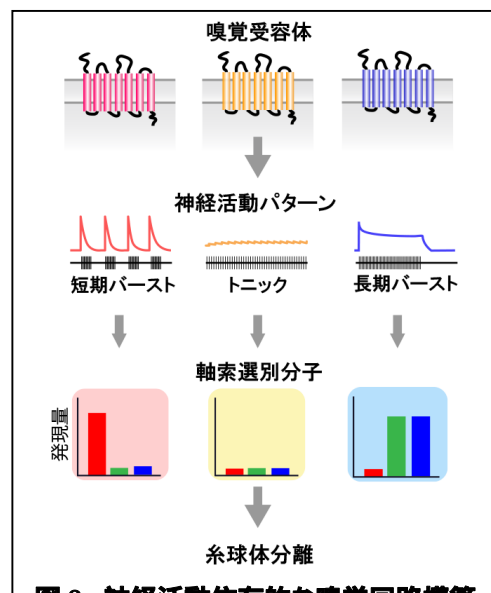 嗅覚受容体
神経活動パターン
短期バースト
トニック
長期バースト
軸索選別分子
発現量
糸球体分離